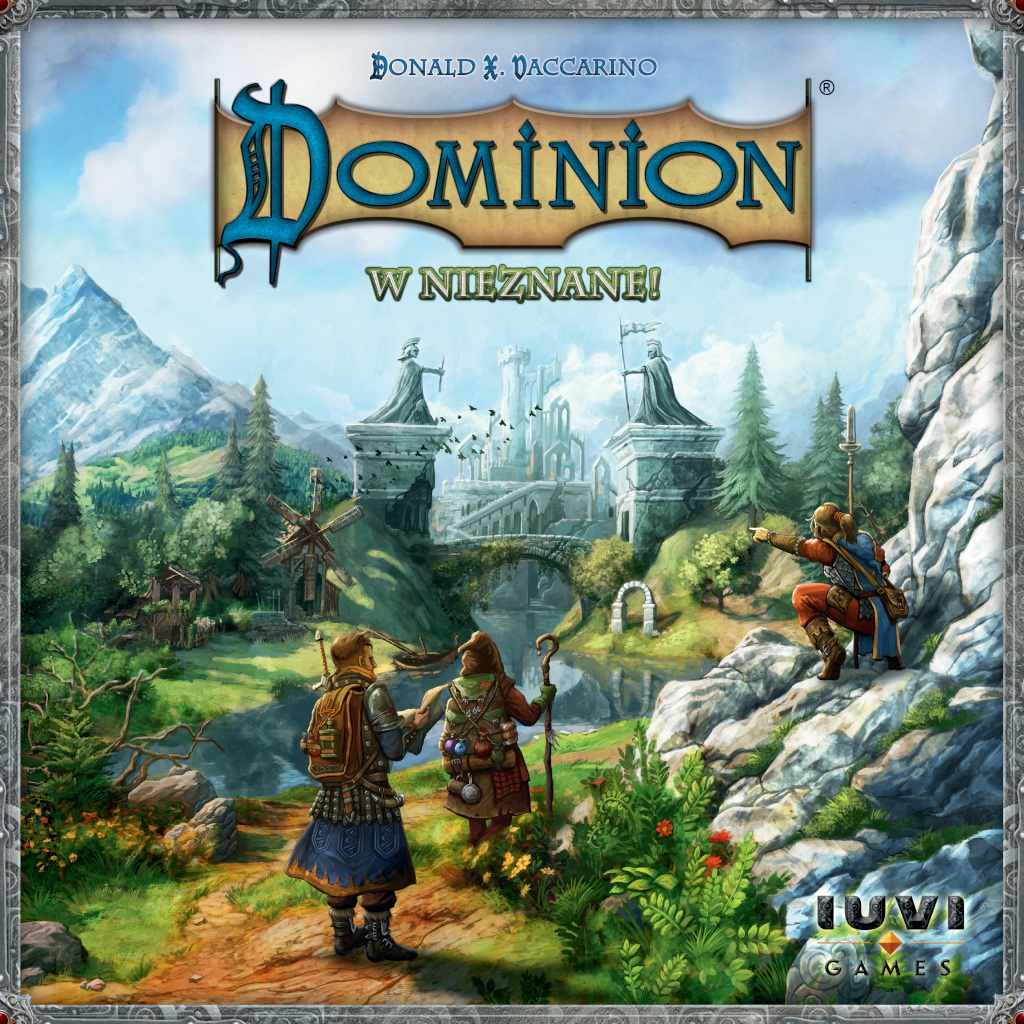 DONALD X. VACCARINO
DOMINION ®
W NIEZNANE!
IUVI
GAMES